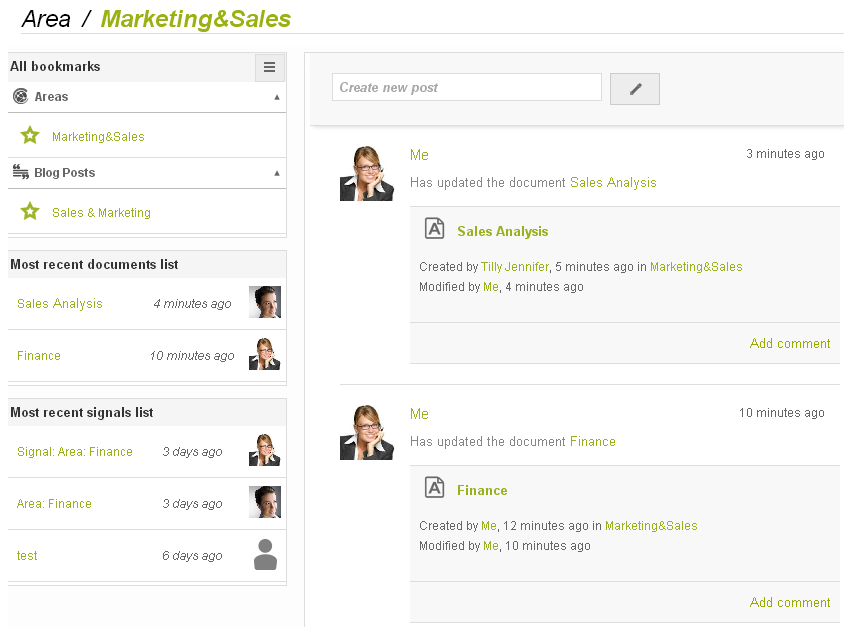 Area / Marketing&Sales
All bookmarks
Areas
Marketing&Sales
Blog Posts
Sales & Marketing
Most recent documents list
Sales Analysis 4 minutes ago
Finance 10 minutes ago
Most recent signals list
Signal: Area: Finance 3 days ago
Area: Finance 3 days ago
test 6 days ago
Create new post
Me 3 minutes ago
Has updated the document Sales Analysis
Sales Analysis
Created by Tilly Jennifer, 5 minutes ago in Marketing&Sales
Modified by Me, 4 minutes ago
Add comment
Me 10 minutes ago
Has updated the document Finance
Finance
Created by Me, 12 minutes ago in Marketing&Sales
Modified by Me, 10 minutes ago
Add comment